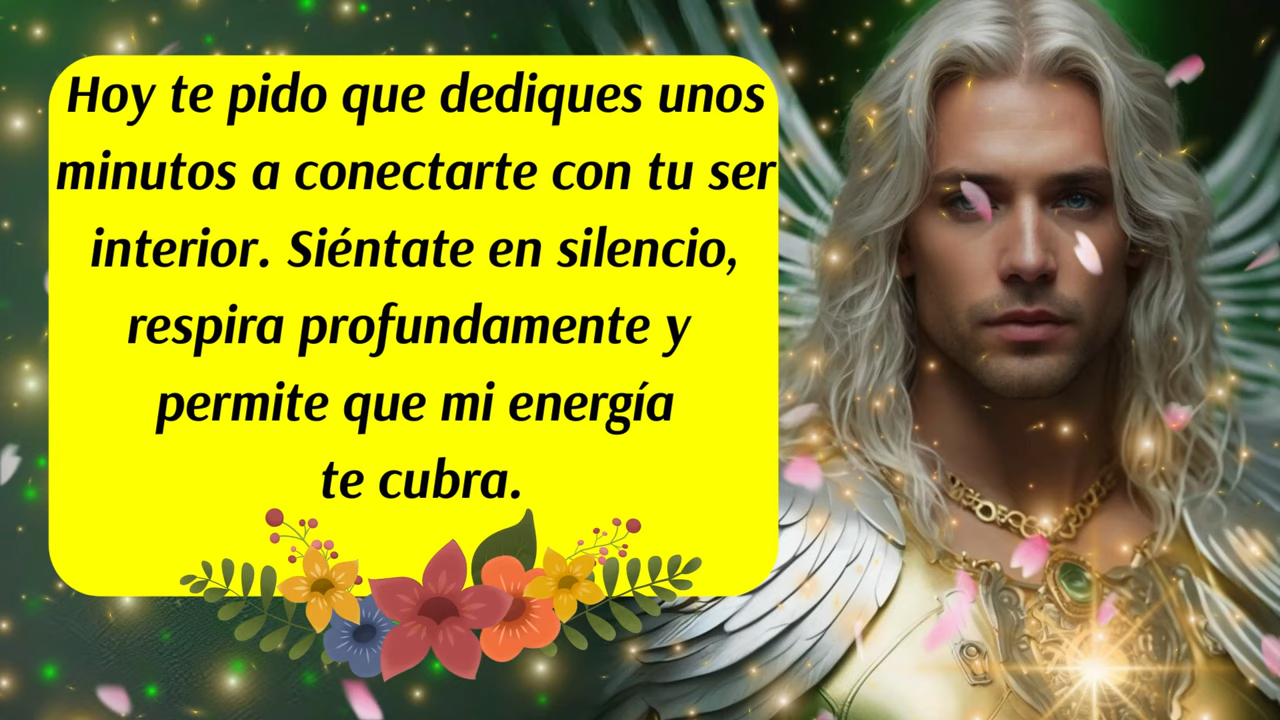 Hoy te pido que dediques unos
minutos a conectarte con tu ser
interior. Siéntate en silencio,
respira profundamente y
permite que mi energía
te cubra.